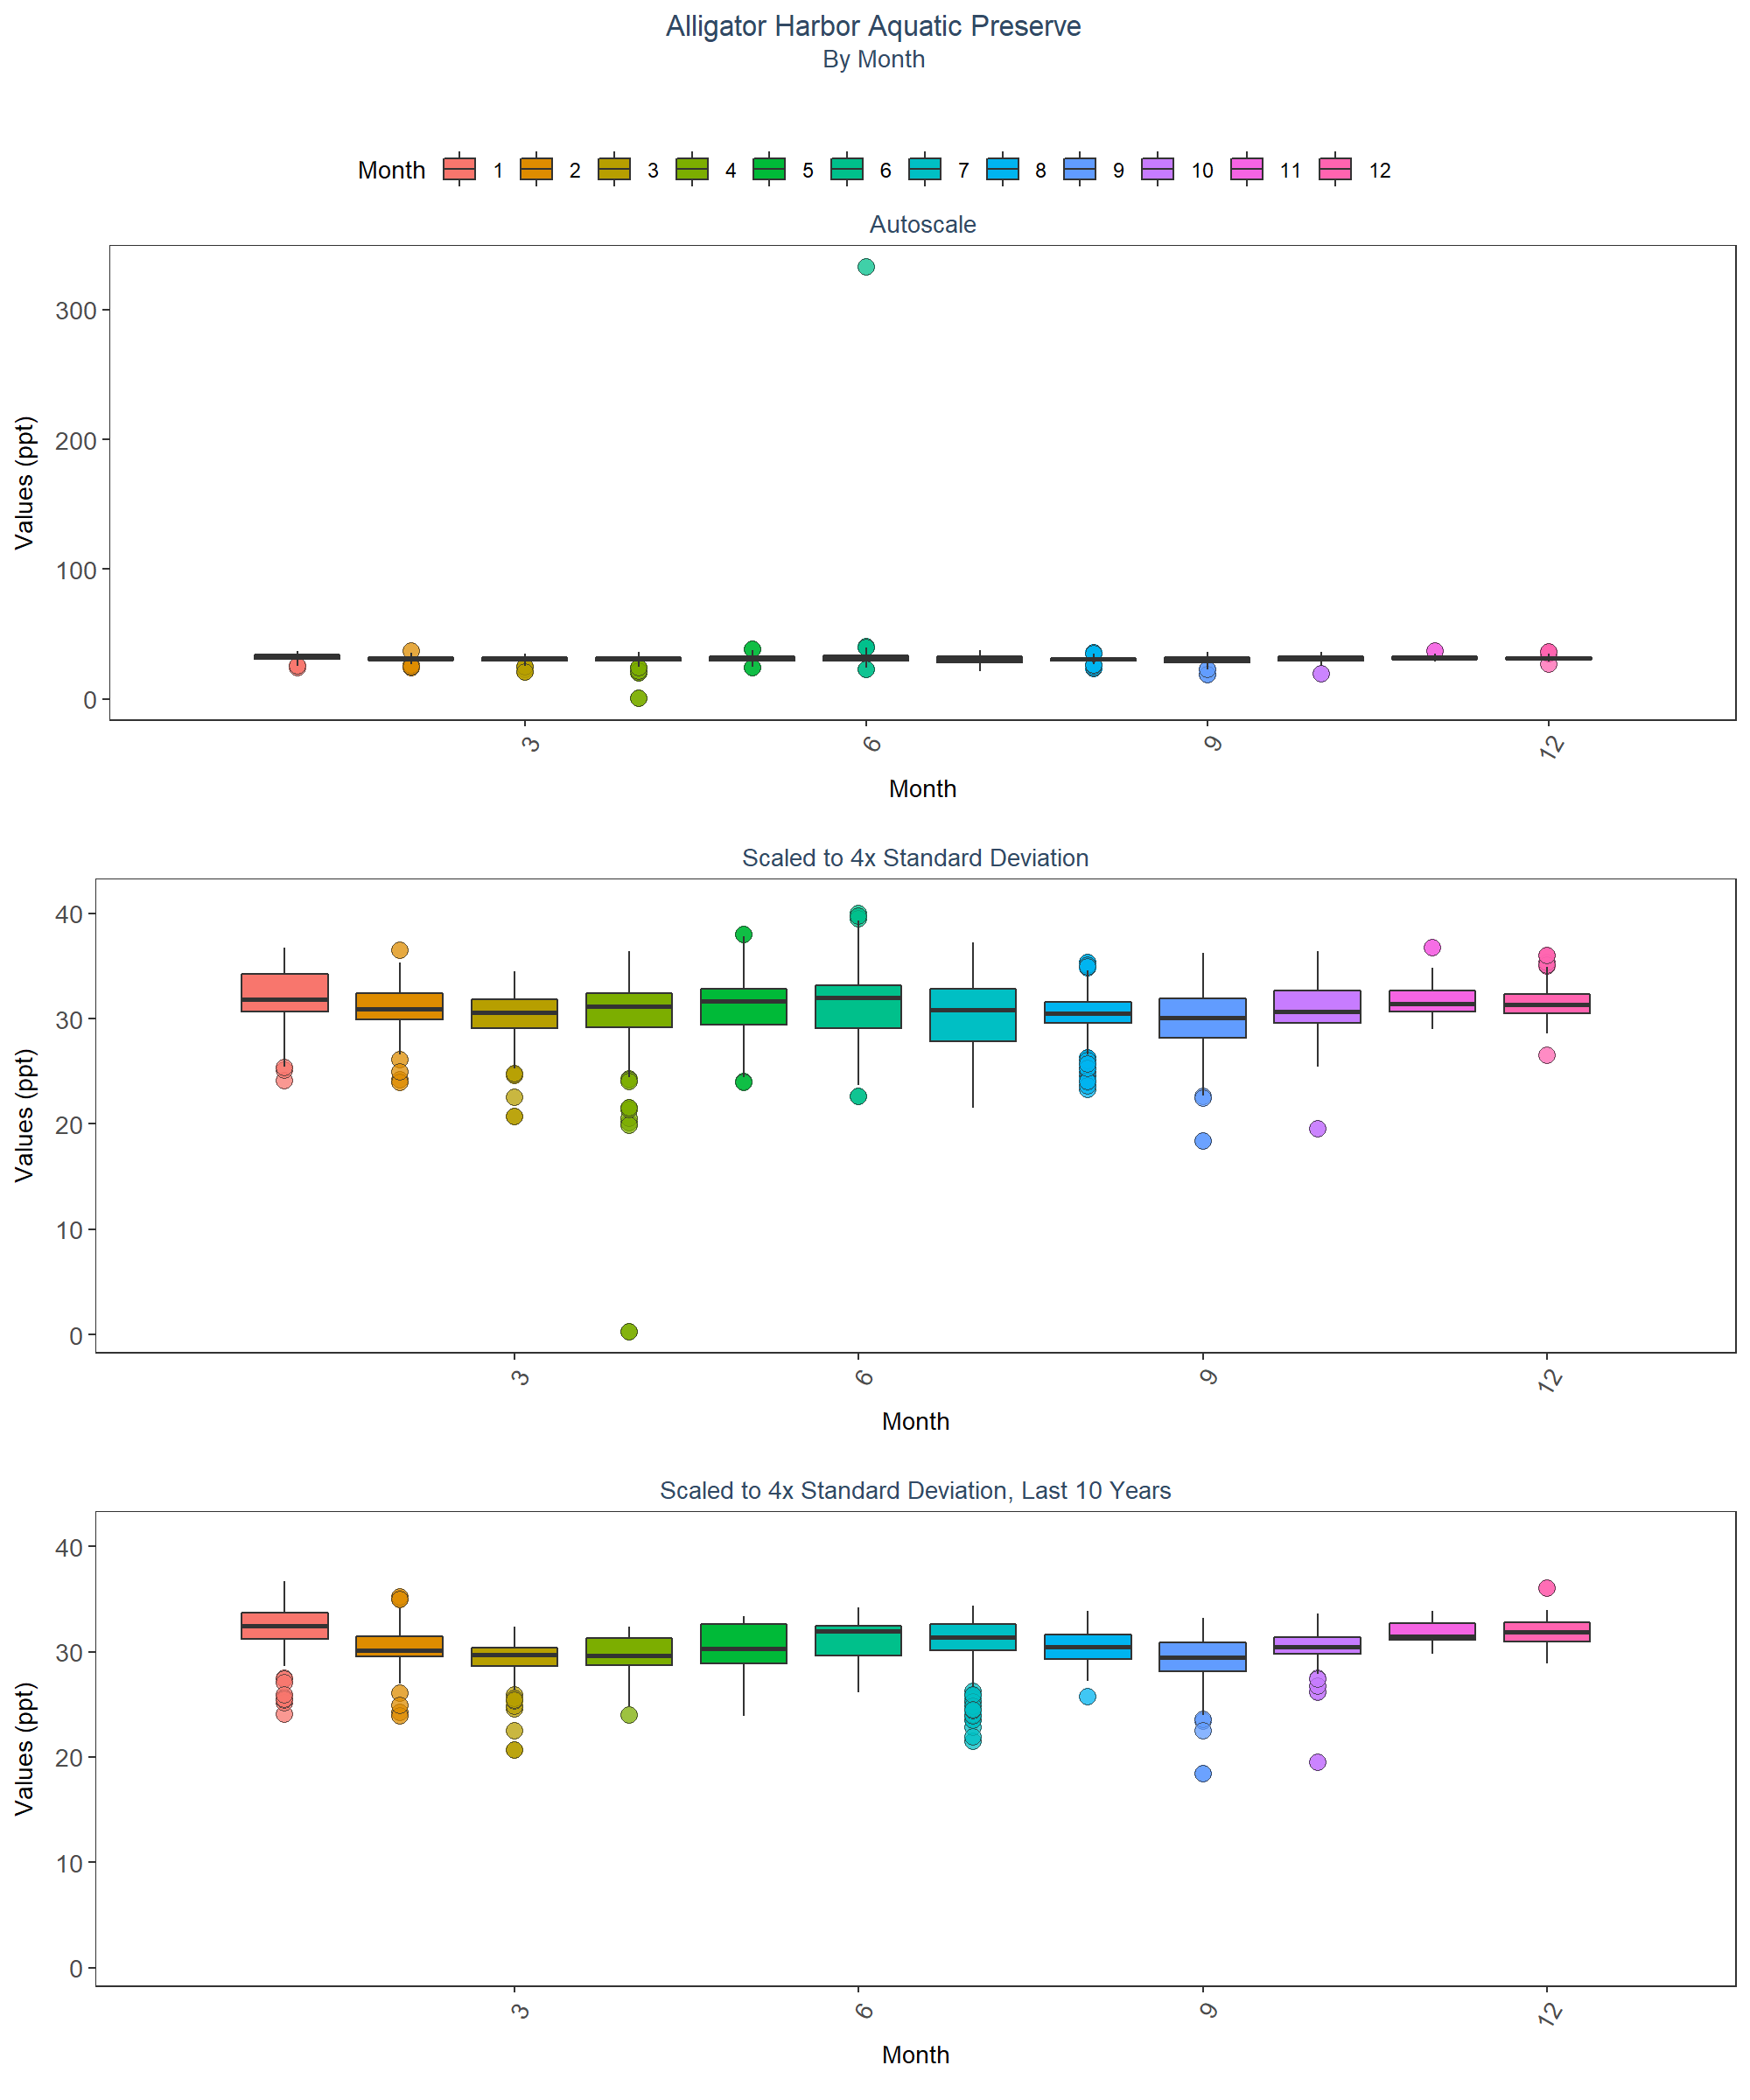 Alligator Harbor Aquatic Preserve
By Month
Month 1 2 3 4 5 6 7 8 9 10 11 12
Autoscale
Values (ppt)
300
200
100
0
3 6 9 12
Month
Scaled to 4x Standard Deviation
Values (ppt)
40
30
20
10
0
3 6 9 12
Month
Scaled to 4x Standard Deviation, Last 10 Years
Values (ppt)
40
30
20
10
0
3 6 9 12
Month